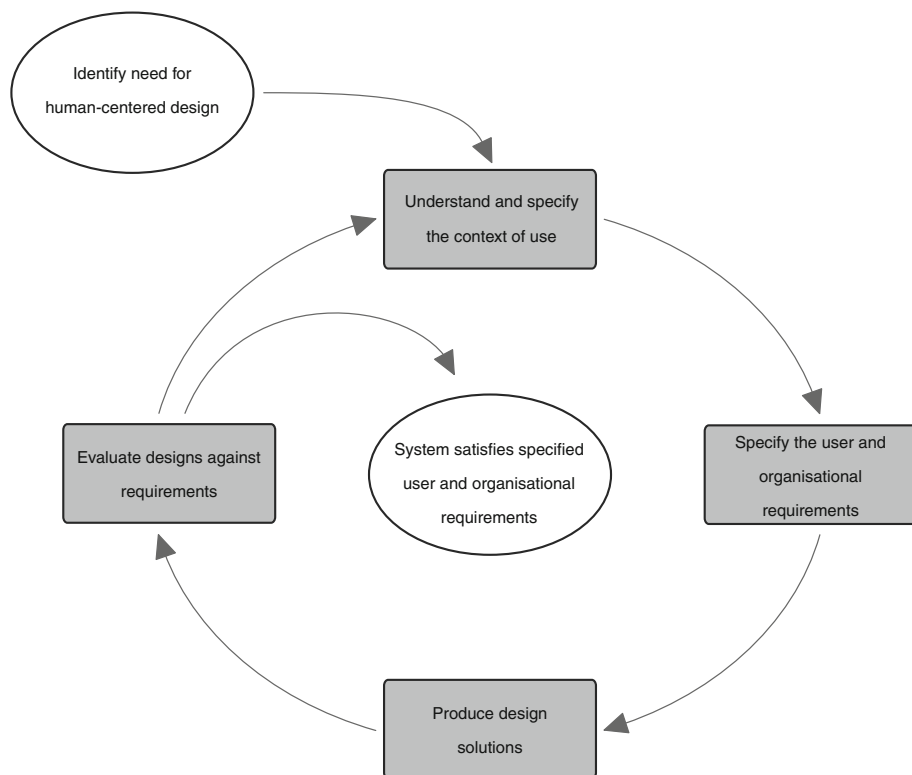 Identify need for
human-centered design
Understand and specify
the context of use
Evaluate designs against
requirements
System satisfies specified
user and organisational
requirements
Specify the user and
organisational
requirements
Produce design
solutions